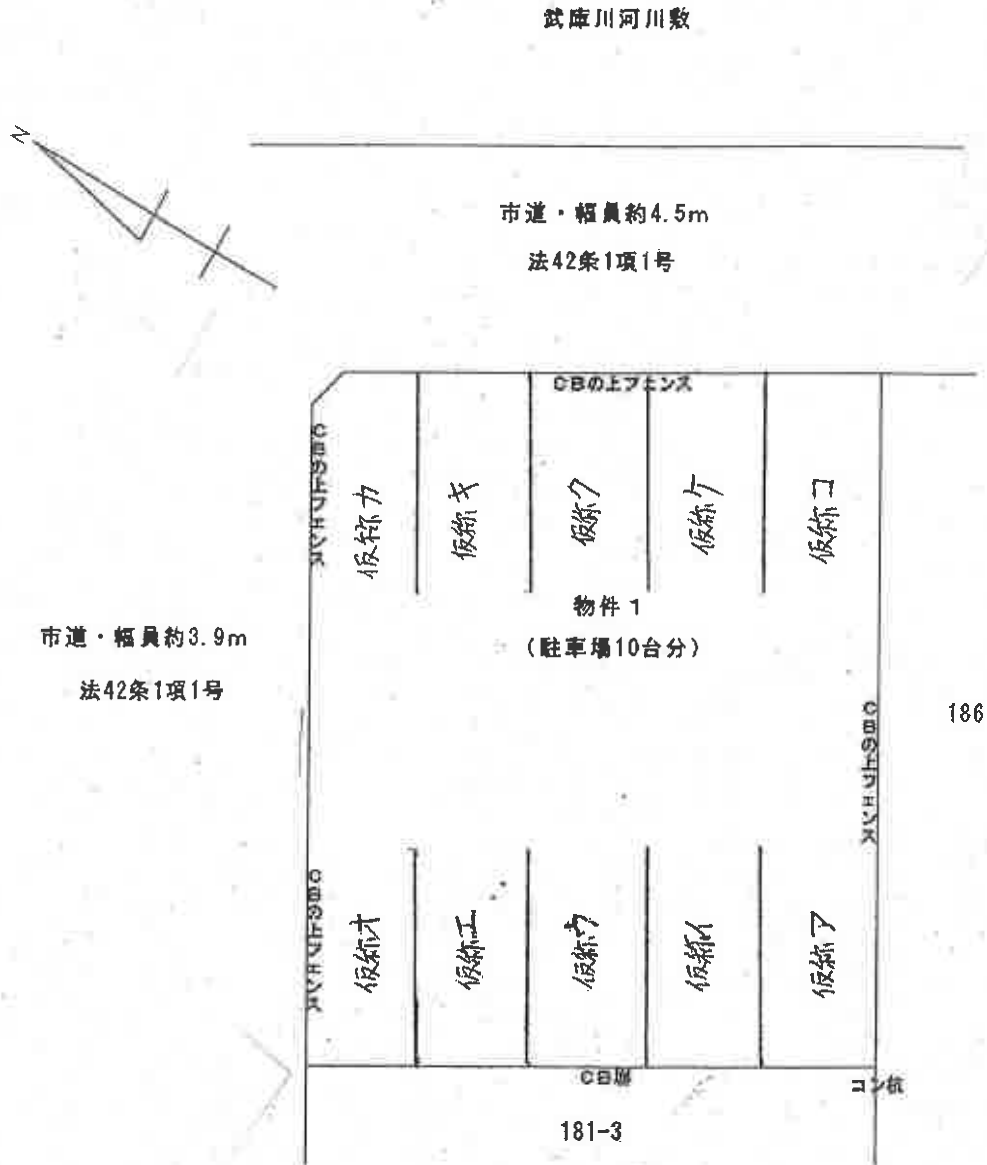 武庫川河川敷
N
市道・幅員約4.5m
法42条1項1号
CBの上フェンス
CBの上フェンス
仮称カ
仮称キ
仮称ク
仮称ケ
仮称コ
物件1
(駐車場10台分)
市道・幅員約3.9m
法42条1項1号
186
CBの上フェンス
CBの上フェンス
仮称オ
仮称エ
仮称ウ
仮称イ
仮称ア
CB塀
コン杭
181-3